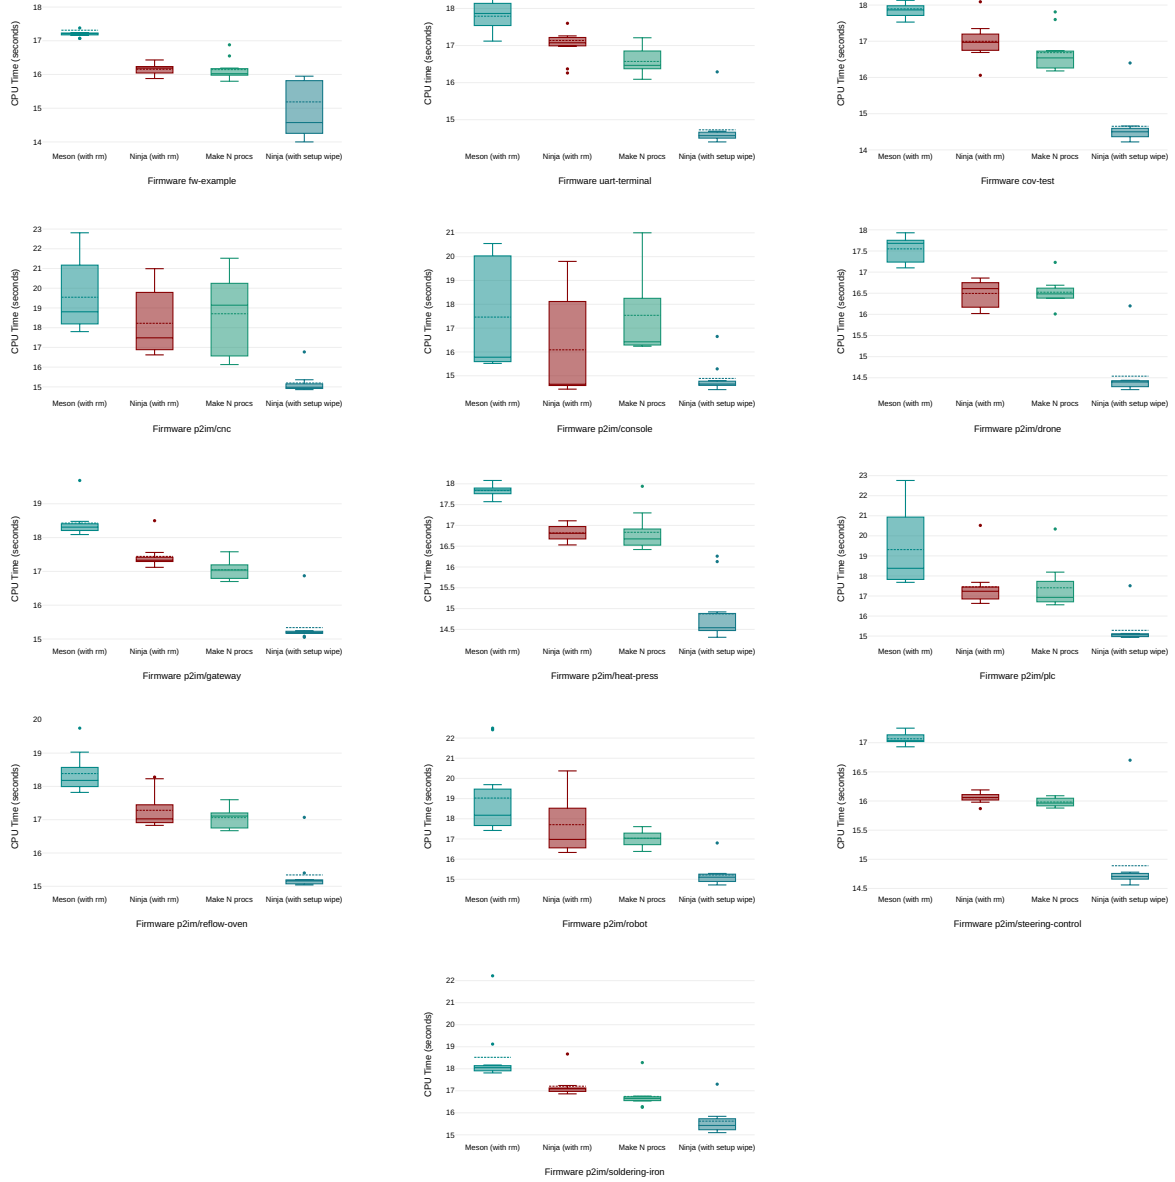 18
17
16
15
14
CPU Time (seconds)
Meson (with rm) Ninja (with rm) Make N procs Ninja (with setup wipe)
Firmware fw-example
18
17
15
CPU time (seconds)
Meson (with rm) Ninja (with rm) Make N procs Ninja (with setup wipe)
Firmware uart-terminal
18
17
16
15
14
CPU Time (seconds)
Meson (with rm) Ninja (with rm) Make N procs Ninja (with setup wipe)
Firmware cov-test
23
22
21
20
19
18
17
15
CPU Time (seconds)
Meson (with rm) Ninja (with rm) Make N procs Ninja (with setup wipe)
Firmware p2im/cnc
21
20
19
18
17
16
15
CPU Time (seconds)
Meson (with rm) Ninja (with rm) Make N procs Ninja (with setup wipe)
Firmware p2im/console
18
17.5
17
16.5
16
15.5
15
14.5
CPU Time (seconds)
Meson (with rm) Ninja (with rm) Make N procs Ninja (with setup wipe)
Firmware p2im/drone
19
18
17
16
15
CPU Time (seconds)
Meson (with rm) Ninja (with rm) Make N procs Ninja (with setup wipe)
Firmware p2im/gateway
18
17.5
17
16.5
15
14.5
CPU Time (seconds)
Meson (with rm) Ninja (with rm) Make N procs Ninja (with setup wipe)
Firmware p2im/heat-press
23
22
21
20
19
18
17
16
15
CPU Time (seconds)
Meson (with rm) Ninja (with rm) Make N procs Ninja (with setup wipe)
Firmware p2im/plc
20
19
18
17
16
15
CPU Time (seconds)
Meson (with rm) Ninja (with rm) Make N procs Ninja (with setup wipe)
Firmware p2im/reflow-oven
22
20
19
18
17
16
15
CPU Time (seconds)
Meson (with rm) Ninja (with rm) Make N procs Ninja (with setup wipe)
Firmware p2im/robot
17
16.5
16
15.5
15
14.5
CPU Time (seconds)
Meson (with rm) Ninja (with rm) Make N procs Ninja (with setup wipe)
Firmware p2im/steering-control
22
21
20
19
18
17
16
15
CPU Time (seconds)
Meson (with rm) Ninja (with rm) Make N procs Ninja (with setup wipe)
Firmware p2im/soldering-iron